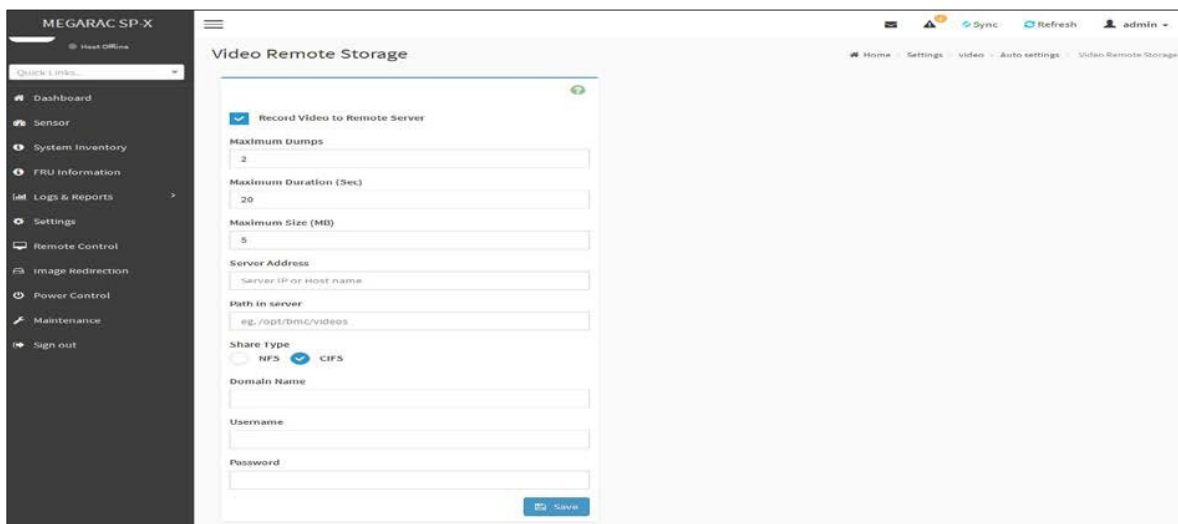 MEGARAC SP-X
Host Offline
Quick Links...
Dashboard
Sensor
System Inventory
FRU Information
Logs & Reports
Settings
Remote Control
Image Redirection
Power Control
Maintenance
Sign out
Sync Refresh admin
Video Remote Storage
Home Settings video Auto settings Video Remote Storage
Record Video to Remote Server
Maximum Dumps
2
Maximum Duration (Sec)
20
Maximum Size (MB)
5
Server Address
Server IP or Host name
Path in server
eg, /opt/bmc/videos
Share Type
NFS CIFS
Domain Name
Username
Password
Save